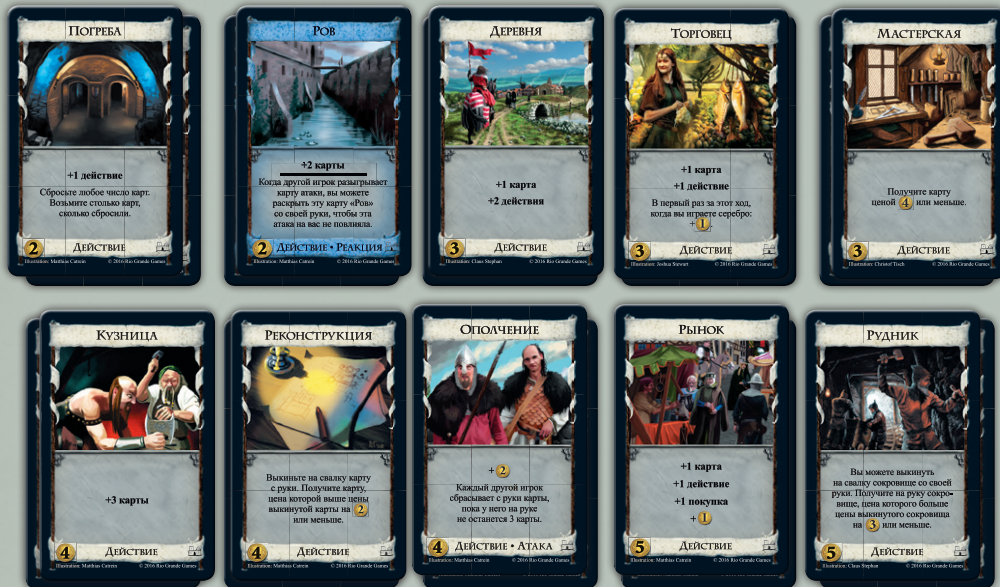 Погреба
+1 действие
Сбросьте любое число карт.
Возьмите столько карт,
сколько сбросили.
2 Действие
Illustration: Matthias Catrein © 2016 Rio Grande Games
Ров
+2 карты
Когда другой игрок разыгрывает
карту атаки, вы можете
раскрыть эту карту «Ров»
со своей руки, чтобы эта
атака на вас не повлияла.
2 Действие • Реакция
Illustration: Matthias Catrein © 2016 Rio Grande Games
Деревня
+1 карта
+2 действия
3 Действие
Illustration: Claus Stephan © 2016 Rio Grande Games
Торговец
+1 карта
+1 действие
В первый раз за этот ход,
когда вы играете серебро:
+1.
3 Действие
Illustration: Joshua Stewart © 2016 Rio Grande Games
Мастерская
Получите карту
ценой 4 или меньше.
3 Действие
Illustration: Christof Tisch © 2016 Rio Grande Games
Кузница
+3 карты
4 Действие
Illustration: Matthias Catrein © 2016 Rio Grande Games
Реконструкция
Выкиньте на свалку карту
с руки. Получите карту,
цена которой выше цены
выкинутой карты на 2
или меньше.
4 Действие
Illustration: Matthias Catrein © 2016 Rio Grande Games
Ополчение
+ 2
Каждый другой игрок
сбрасывает с руки карты,
пока у него на руке
не останется 3 карты.
4 Действие • Атака
Illustration: Matthias Catrein © 2016 Rio Grande Games
Рынок
+1 карта
+1 действие
+1 покупка
+ 1
5 Действие
Illustration: Matthias Catrein © 2016 Rio Grande Games
Рудник
Вы можете выкинуть
на свалку сокровище со своей
руки. Получите на руку сокро-
вище, цена которого больше
цены выкинутого сокровища
на 3 или меньше.
5 Действие
Illustration: Claus Stephan © 2016 Rio Grande Games